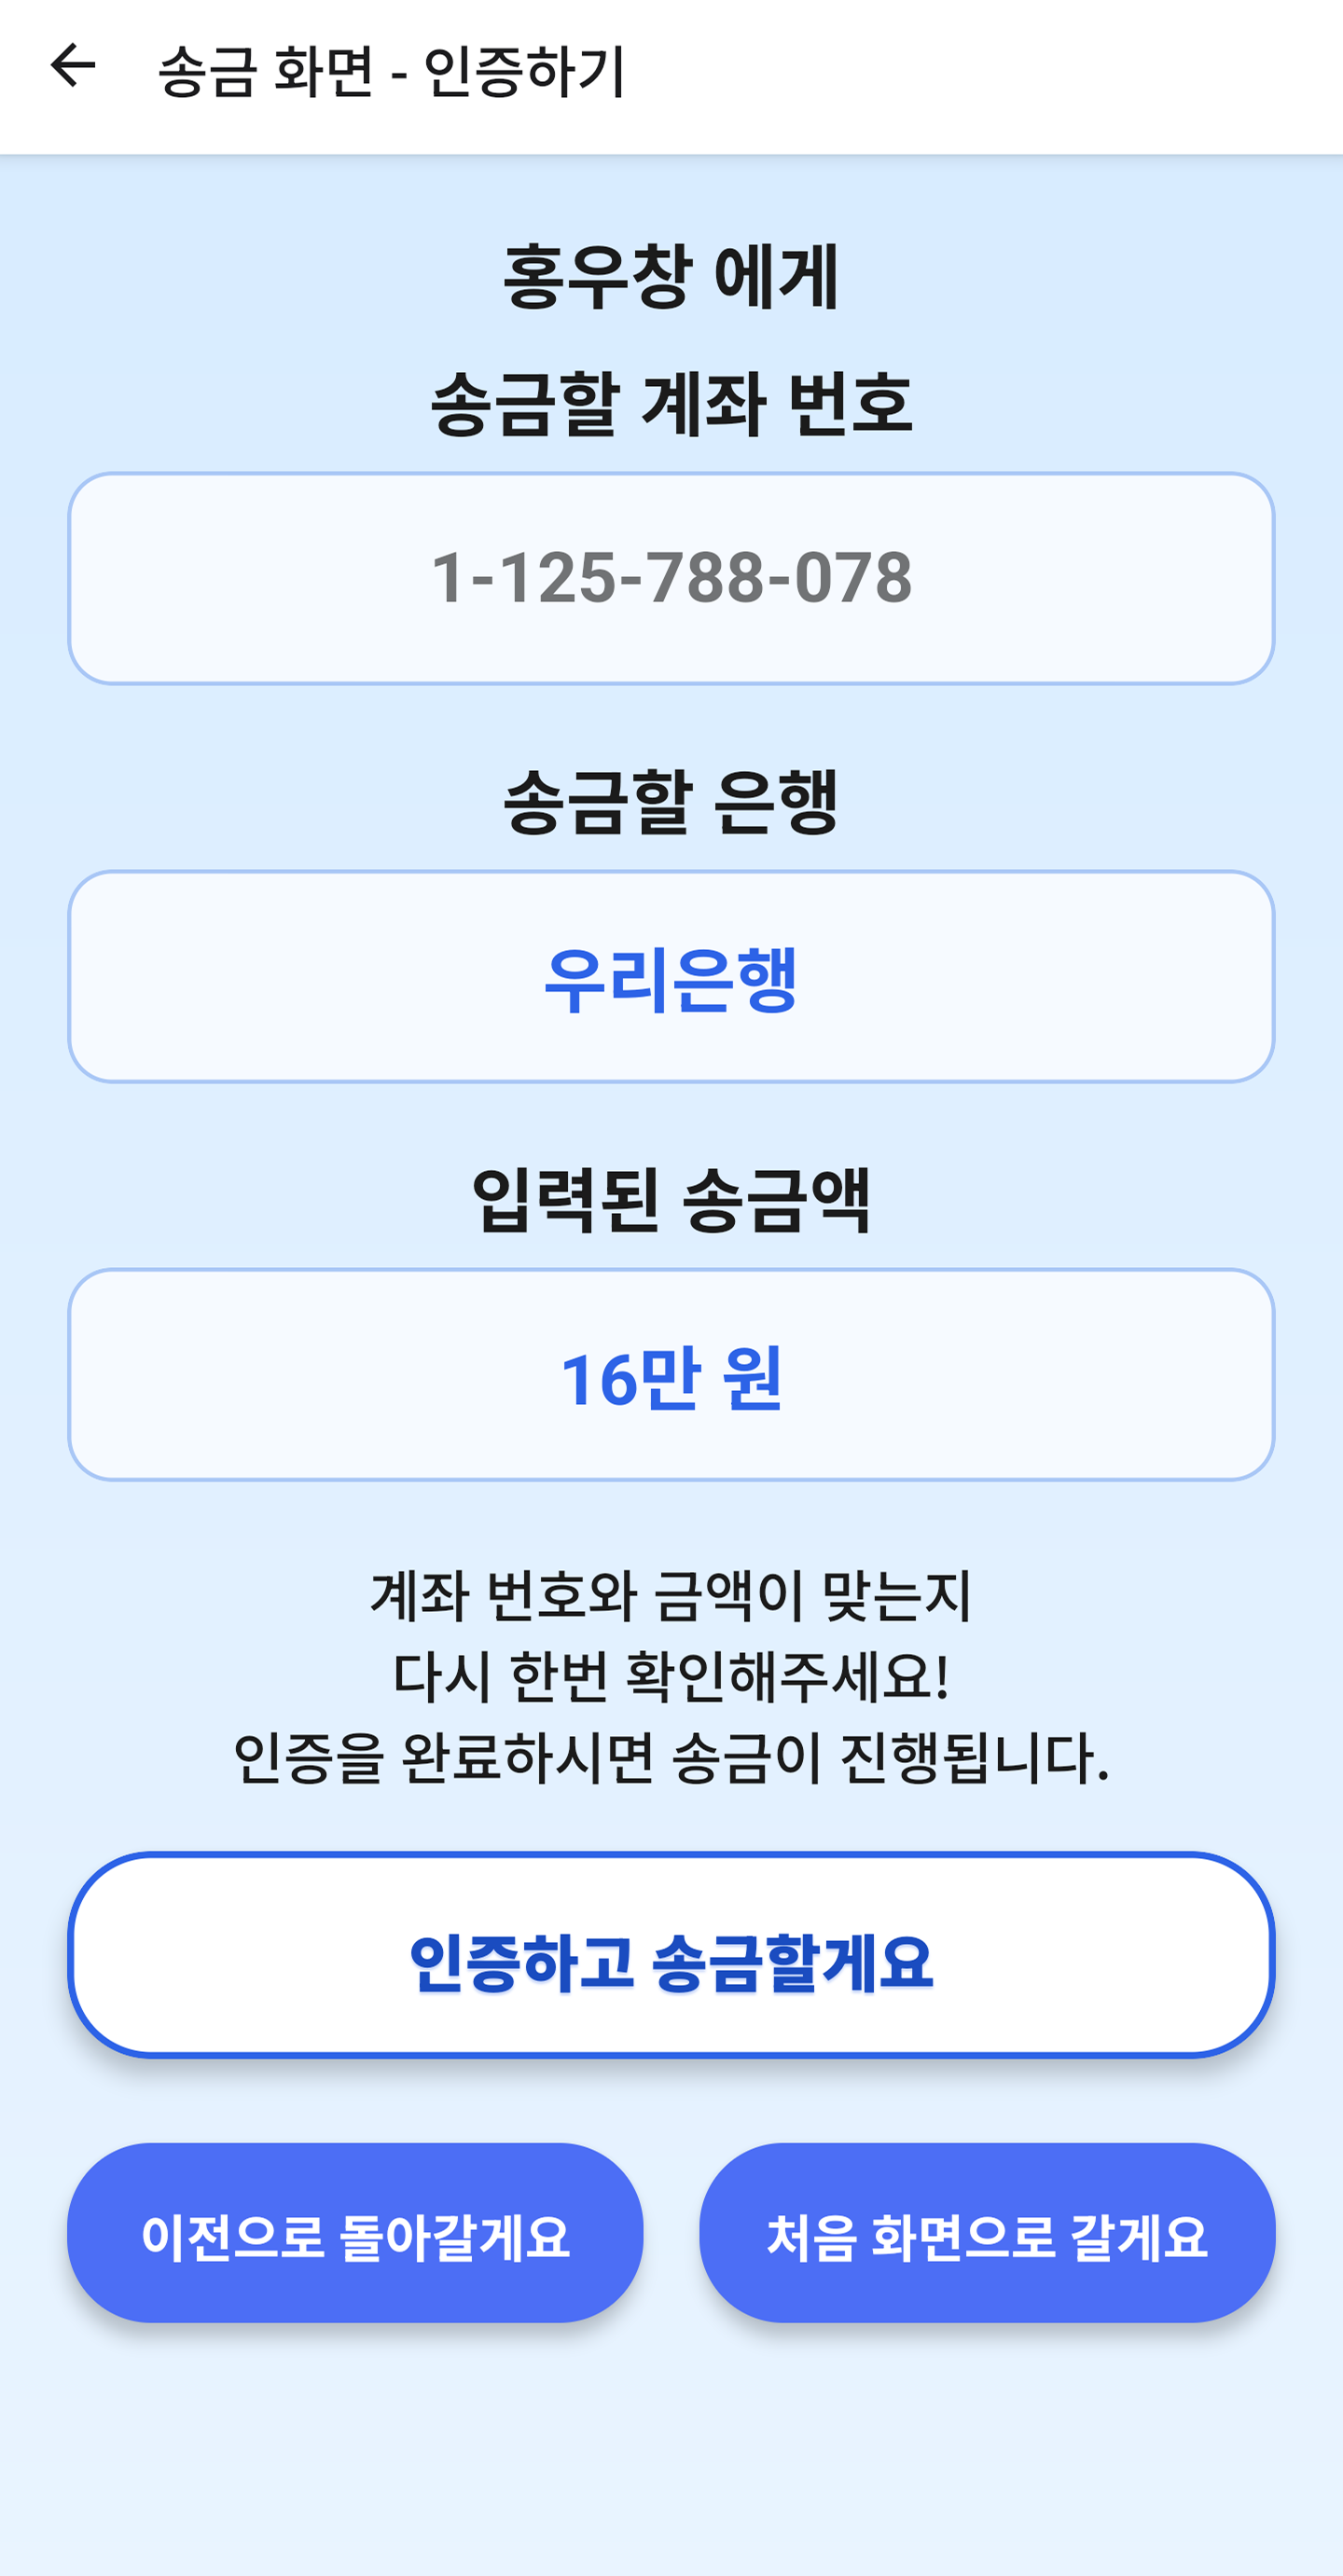 송금 화면 - 인증하기
홍우창 에게
송금할 계좌 번호
1-125-788-078
송금할 은행
우리은행
입력된 송금액
16만 원
계좌 번호와 금액이 맞는지
다시 한번 확인해주세요!
인증을 완료하시면 송금이 진행됩니다.
인증하고 송금할게요
이전으로 돌아갈게요
처음 화면으로 갈게요